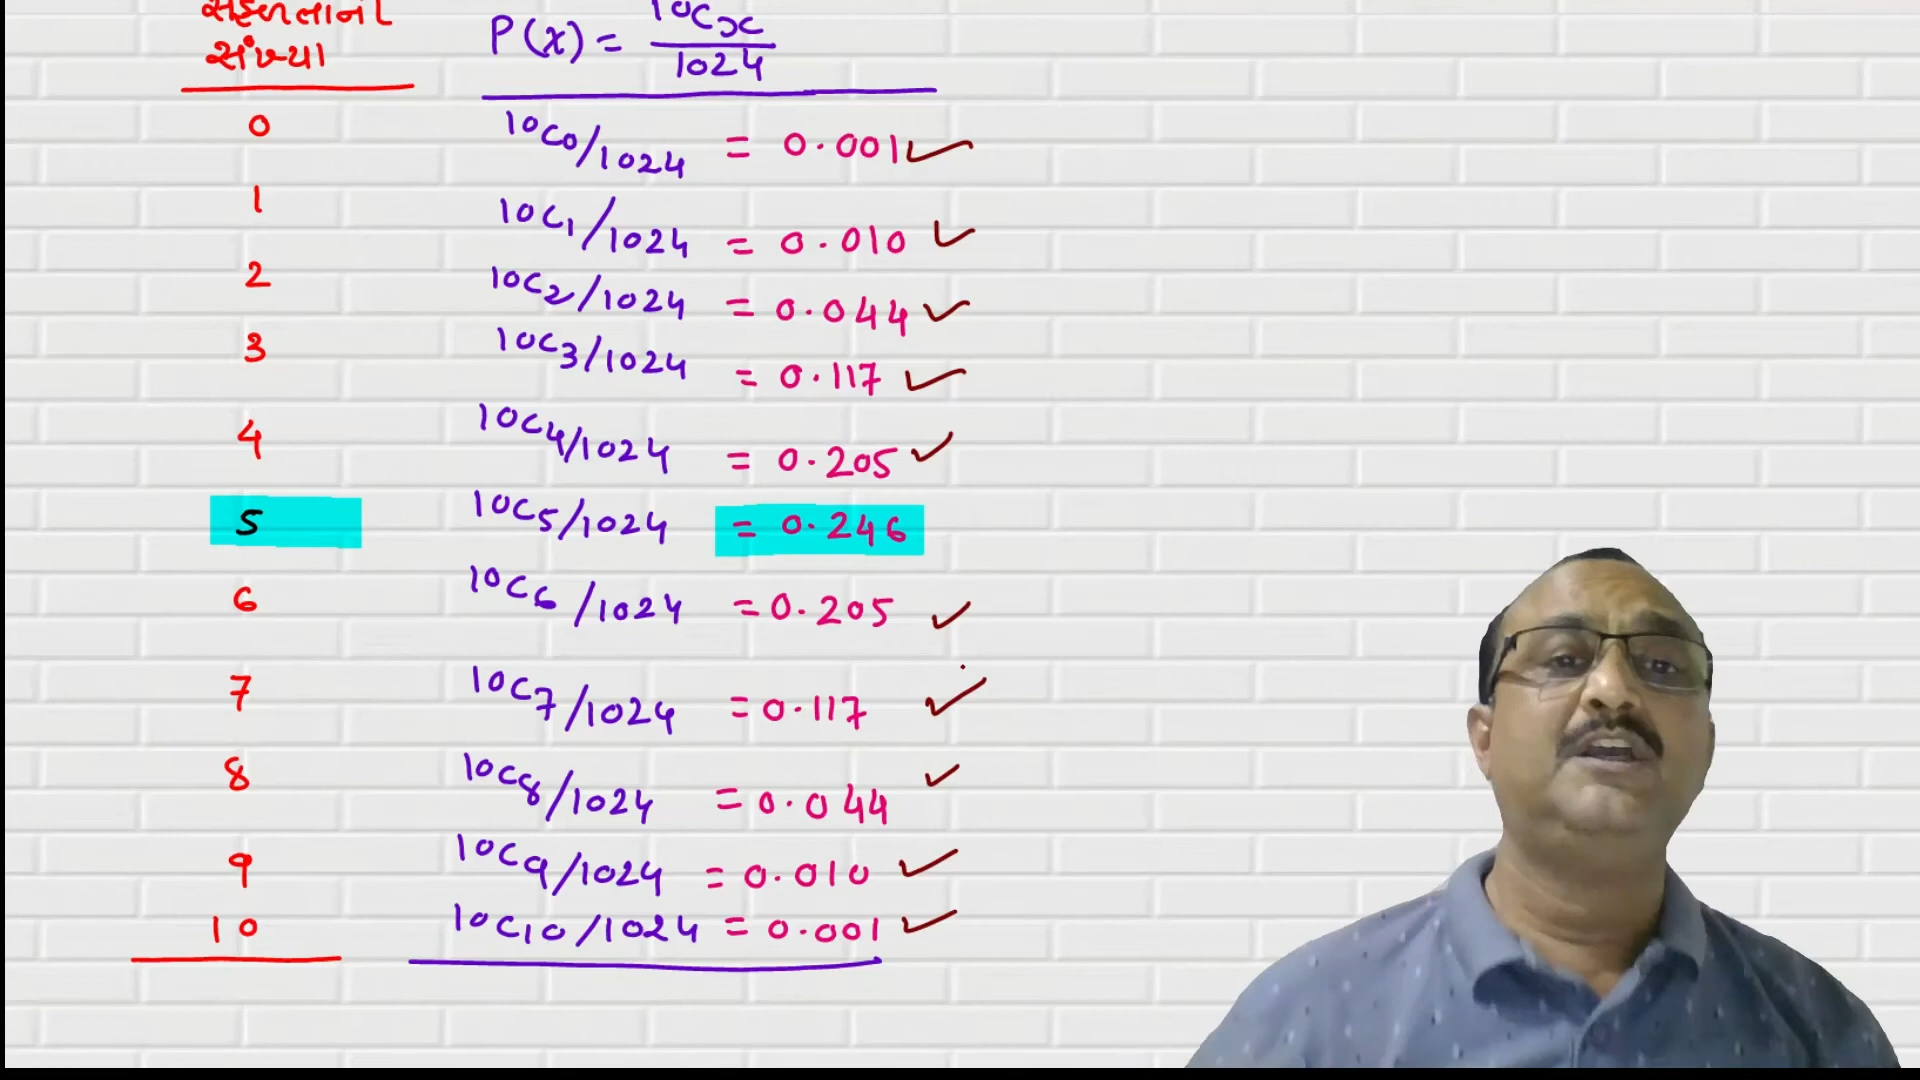 સફળતાની
સંખ્યા
P(x) = 10Cx / 1024
0 10C0/1024 = 0.001 ✓
1 10C1/1024 = 0.010 ✓
2 10C2/1024 = 0.044 ✓
3 10C3/1024 = 0.117 ✓
4 10C4/1024 = 0.205 ✓
5 10C5/1024 = 0.246
6 10C6/1024 = 0.205 ✓
7 10C7/1024 = 0.117 ✓
8 10C8/1024 = 0.044 ✓
9 10C9/1024 = 0.010 ✓
10 10C10/1024 = 0.001 ✓